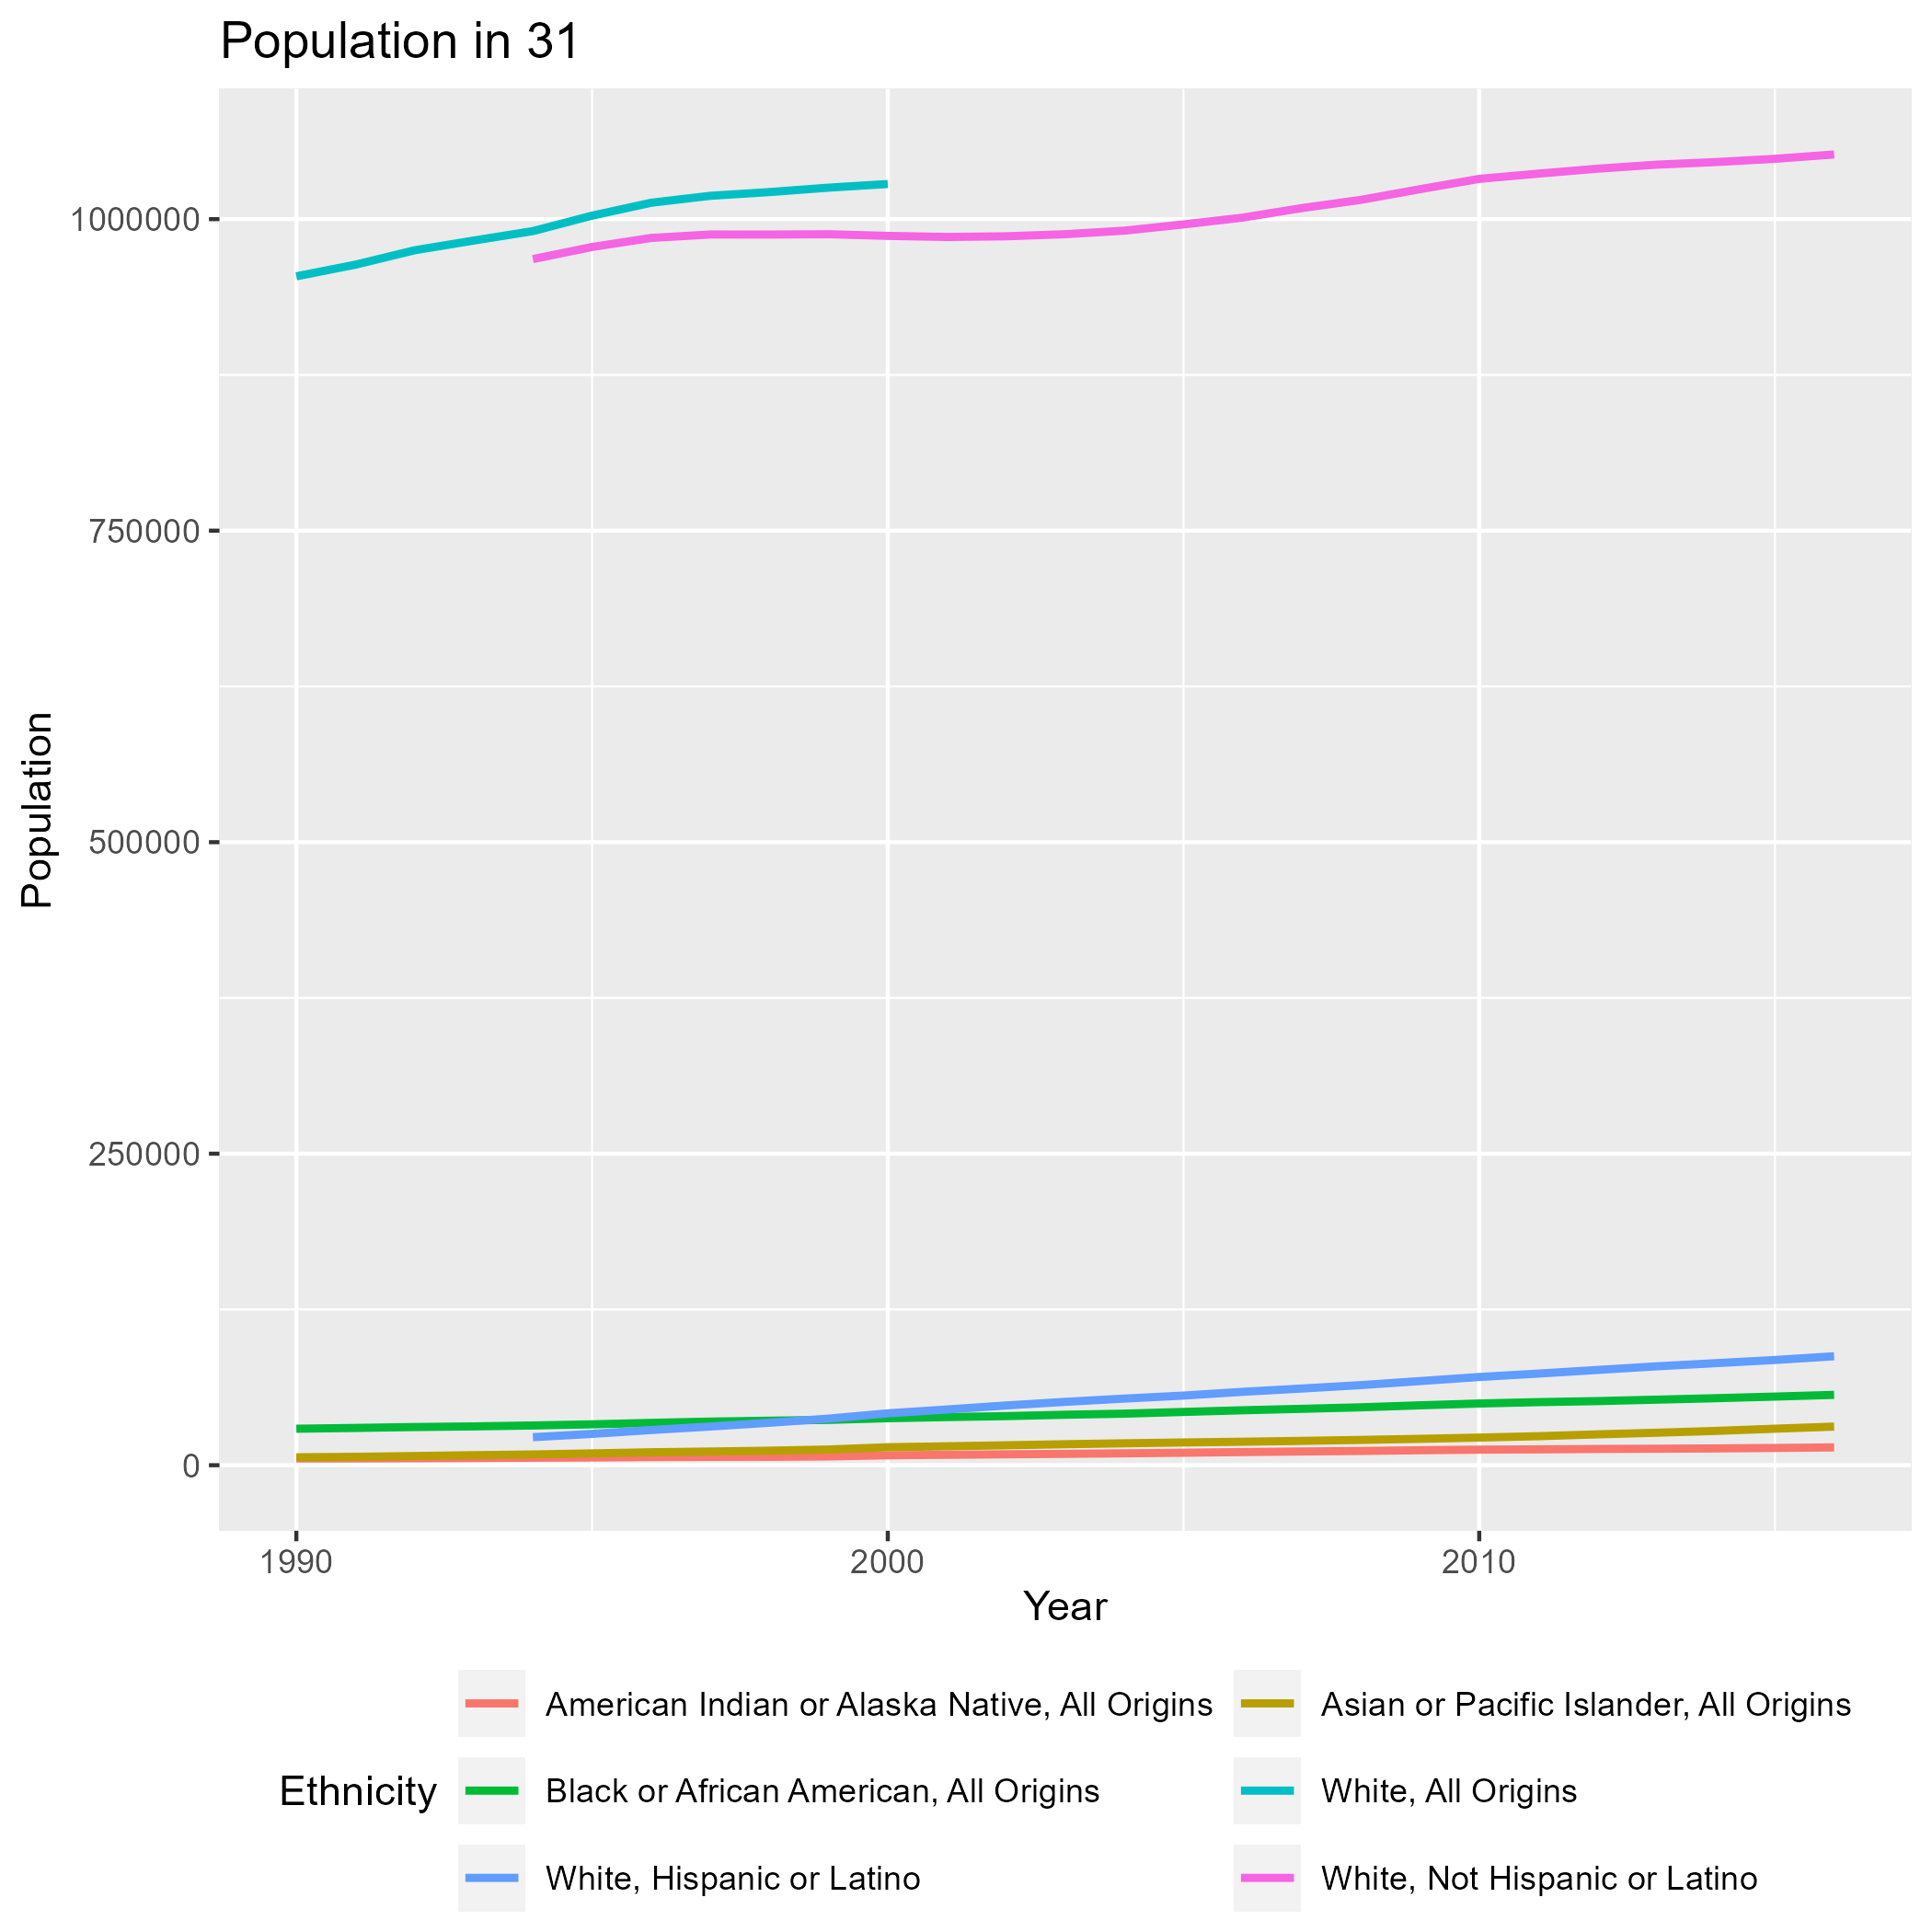 Population in 31
1000000
750000
500000
250000
0
Population
1990 2000 2010
Year
Ethnicity
American Indian or Alaska Native, All Origins
Asian or Pacific Islander, All Origins
Black or African American, All Origins
White, All Origins
White, Hispanic or Latino
White, Not Hispanic or Latino